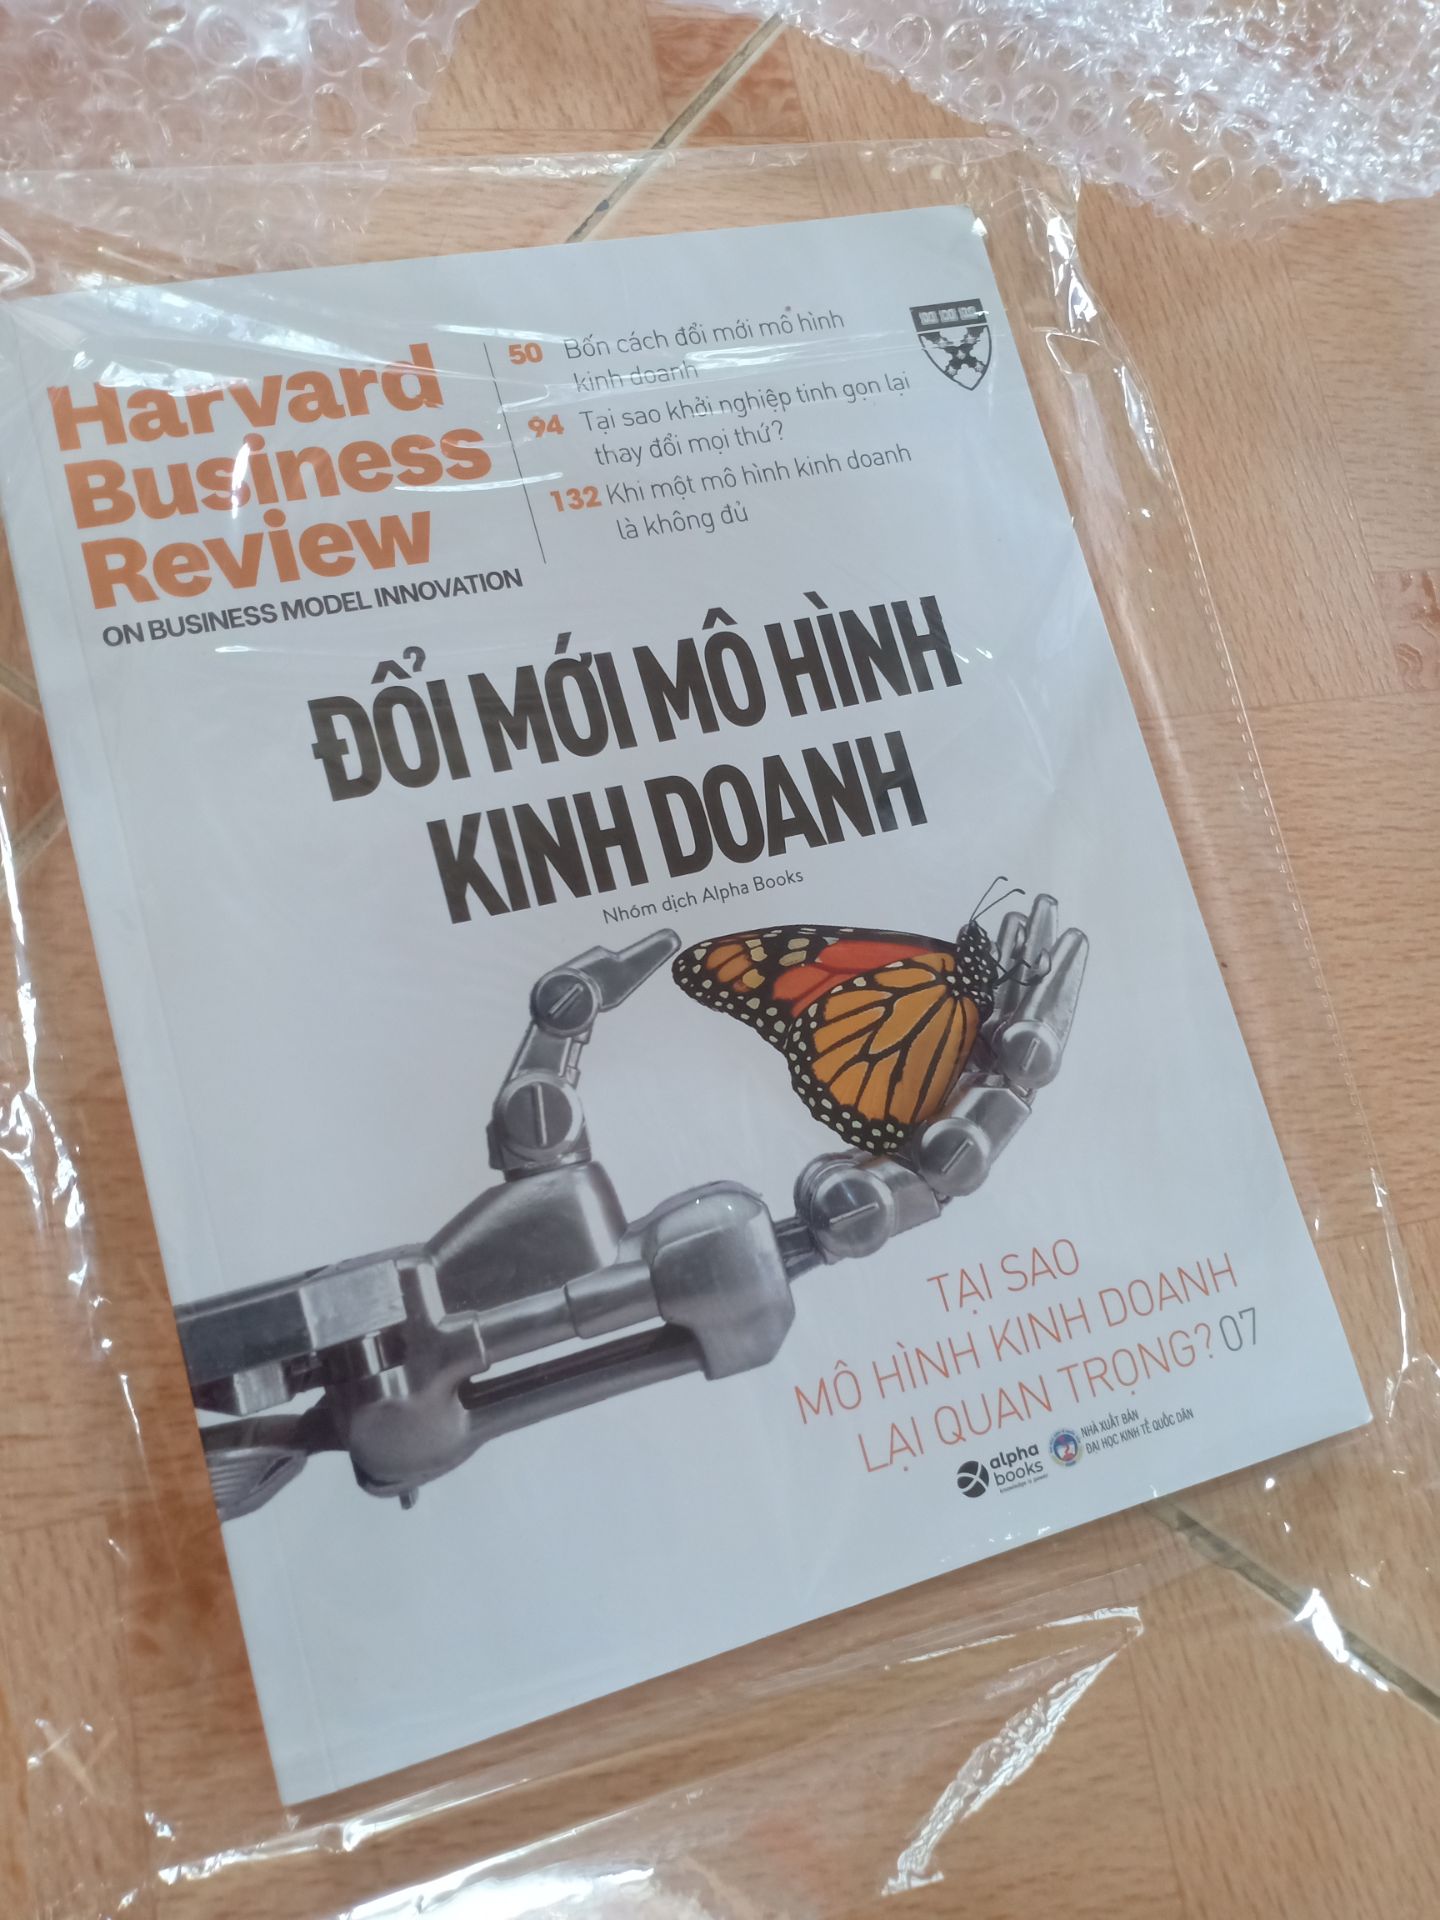 Harvard
Business
Review
ON BUSINESS MODEL INNOVATION
50 Bốn cách đổi mới mô hình
kinh doanh
94 Tại sao khởi nghiệp tinh gọn lại
thay đổi mọi thứ?
132 Khi một mô hình kinh doanh
là không đủ
ĐỔI MỚI MÔ HÌNH
KINH DOANH
Nhóm dịch Alpha Books
TẠI SAO
MÔ HÌNH KINH DOANH
LẠI QUAN TRỌNG? 07
alpha
books
knowledge is power
NHÀ XUẤT BẢN
ĐẠI HỌC KINH TẾ QUỐC DÂN